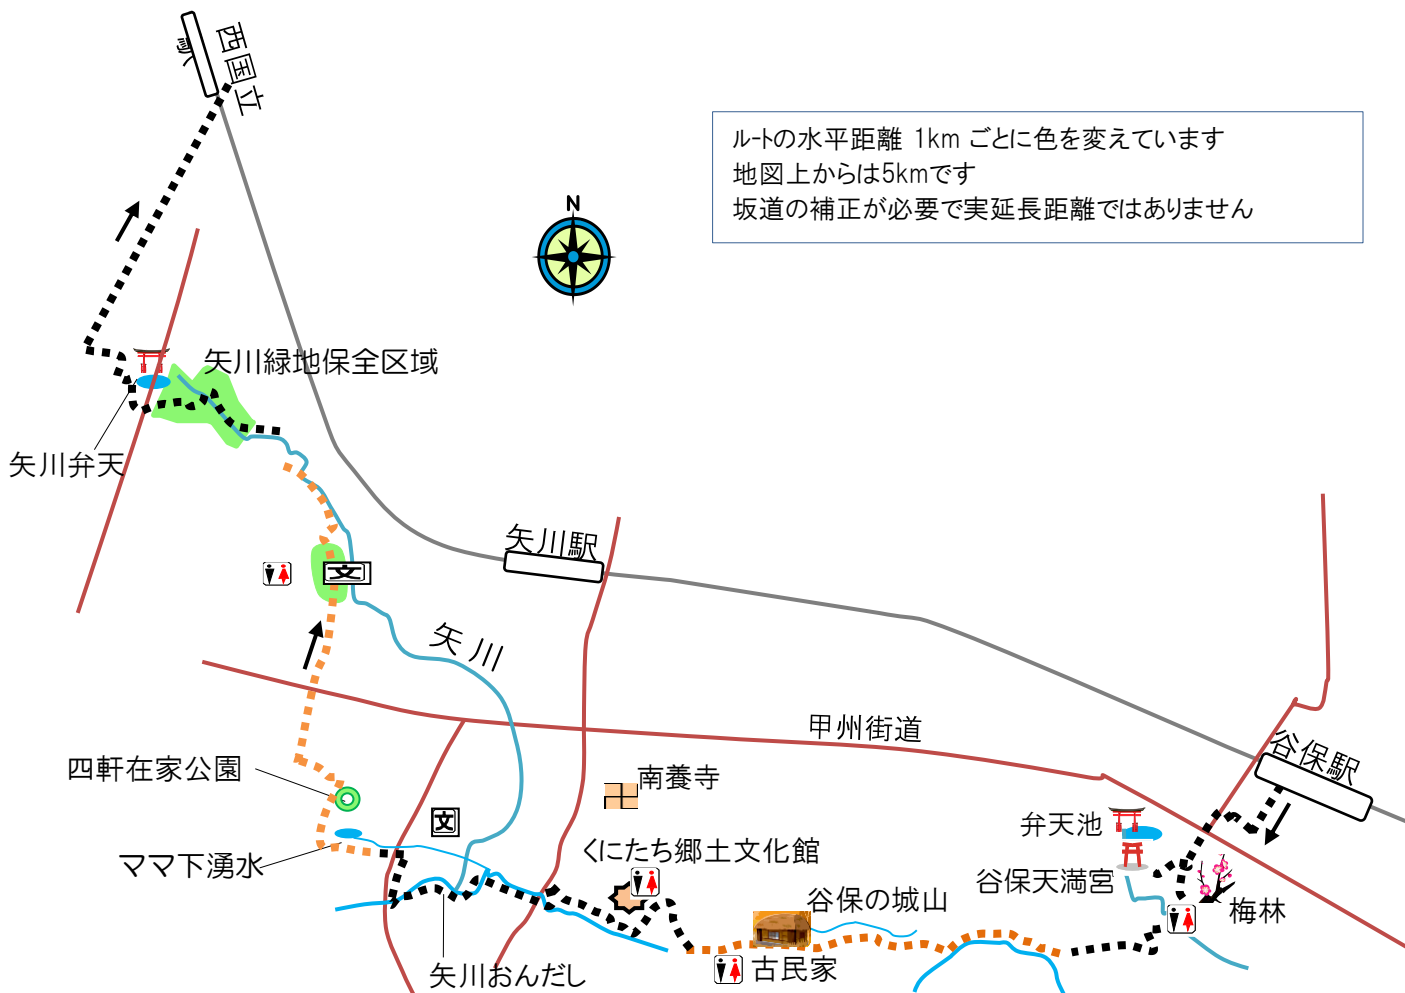 西国立
駅
N
ルートの水平距離 1km ごとに色を変えています
地図上からは5kmです
坂道の補正が必要で実延長距離ではありません
矢川緑地保全区域
矢川弁天
矢川駅
文
矢川
甲州街道
谷保駅
四軒在家公園
南養寺
文
弁天池
ママ下湧水
くにたち郷土文化館
谷保天満宮
谷保の城山
梅林
矢川おんだし
古民家